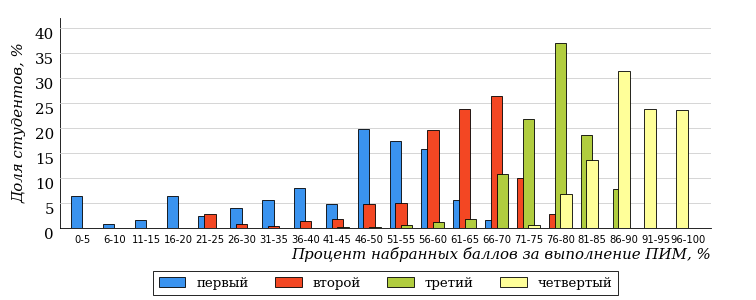 Доля студентов, %
40
35
30
25
20
15
10
5
0
0-5 6-10 11-15 16-20 21-25 26-30 31-35 36-40 41-45 46-50 51-55 56-60 61-65 66-70 71-75 76-80 81-85 86-90 91-95 96-100
Процент набранных баллов за выполнение ПИМ, %
первый второй третий четвертый